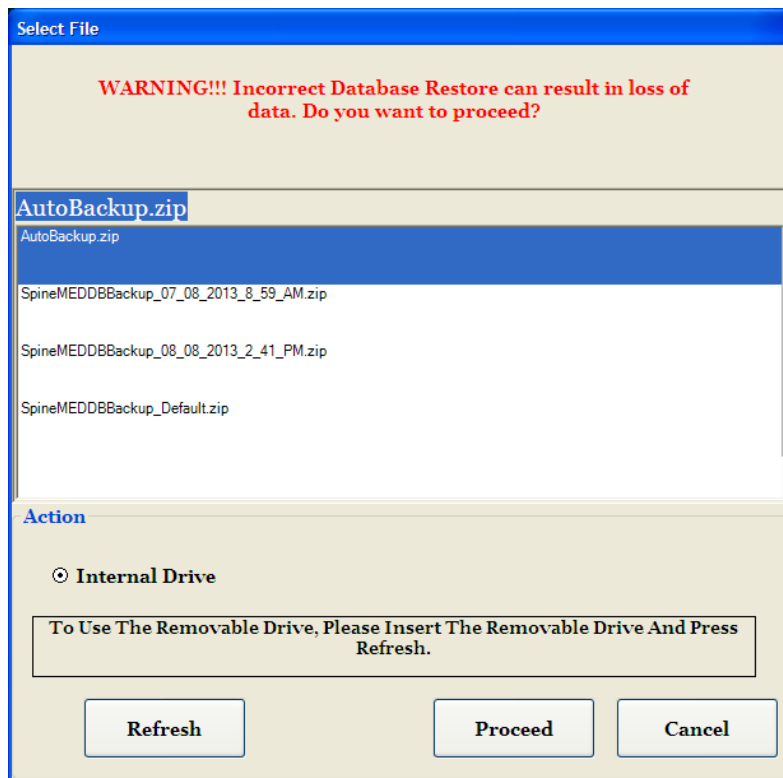 Select File
WARNING!!! Incorrect Database Restore can result in loss of
data. Do you want to proceed?
AutoBackup.zip
AutoBackup.zip
SpineMEDDBBackup_07_08_2013_8_59_AM.zip
SpineMEDDBBackup_08_08_2013_2_41_PM.zip
SpineMEDDBBackup_Default.zip
Action
Internal Drive
To Use The Removable Drive, Please Insert The Removable Drive And Press
Refresh.
Refresh
Proceed
Cancel